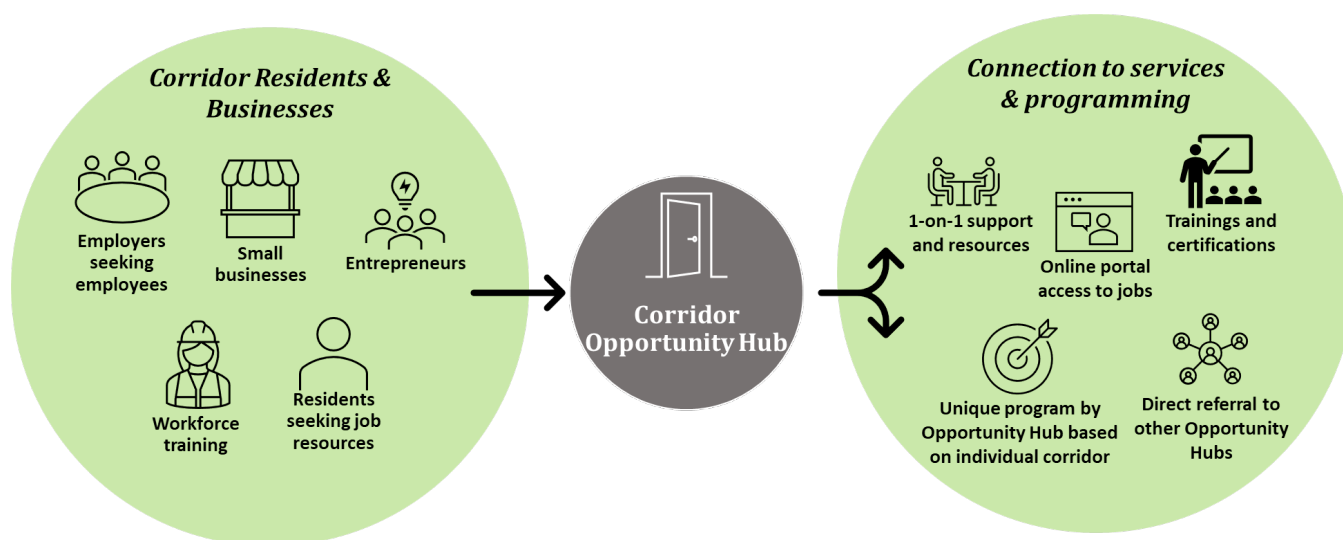 Corridor Residents &
Businesses
Employers
seeking
employees
Small
businesses
Entrepreneurs
Workforce
training
Residents
seeking job
resources
Corridor
Opportunity Hub
Connection to services
& programming
1-on-1 support
and resources
Online portal
access to jobs
Trainings and
certifications
Unique program by
Opportunity Hub based
on individual corridor
Direct referral to
other Opportunity
Hubs